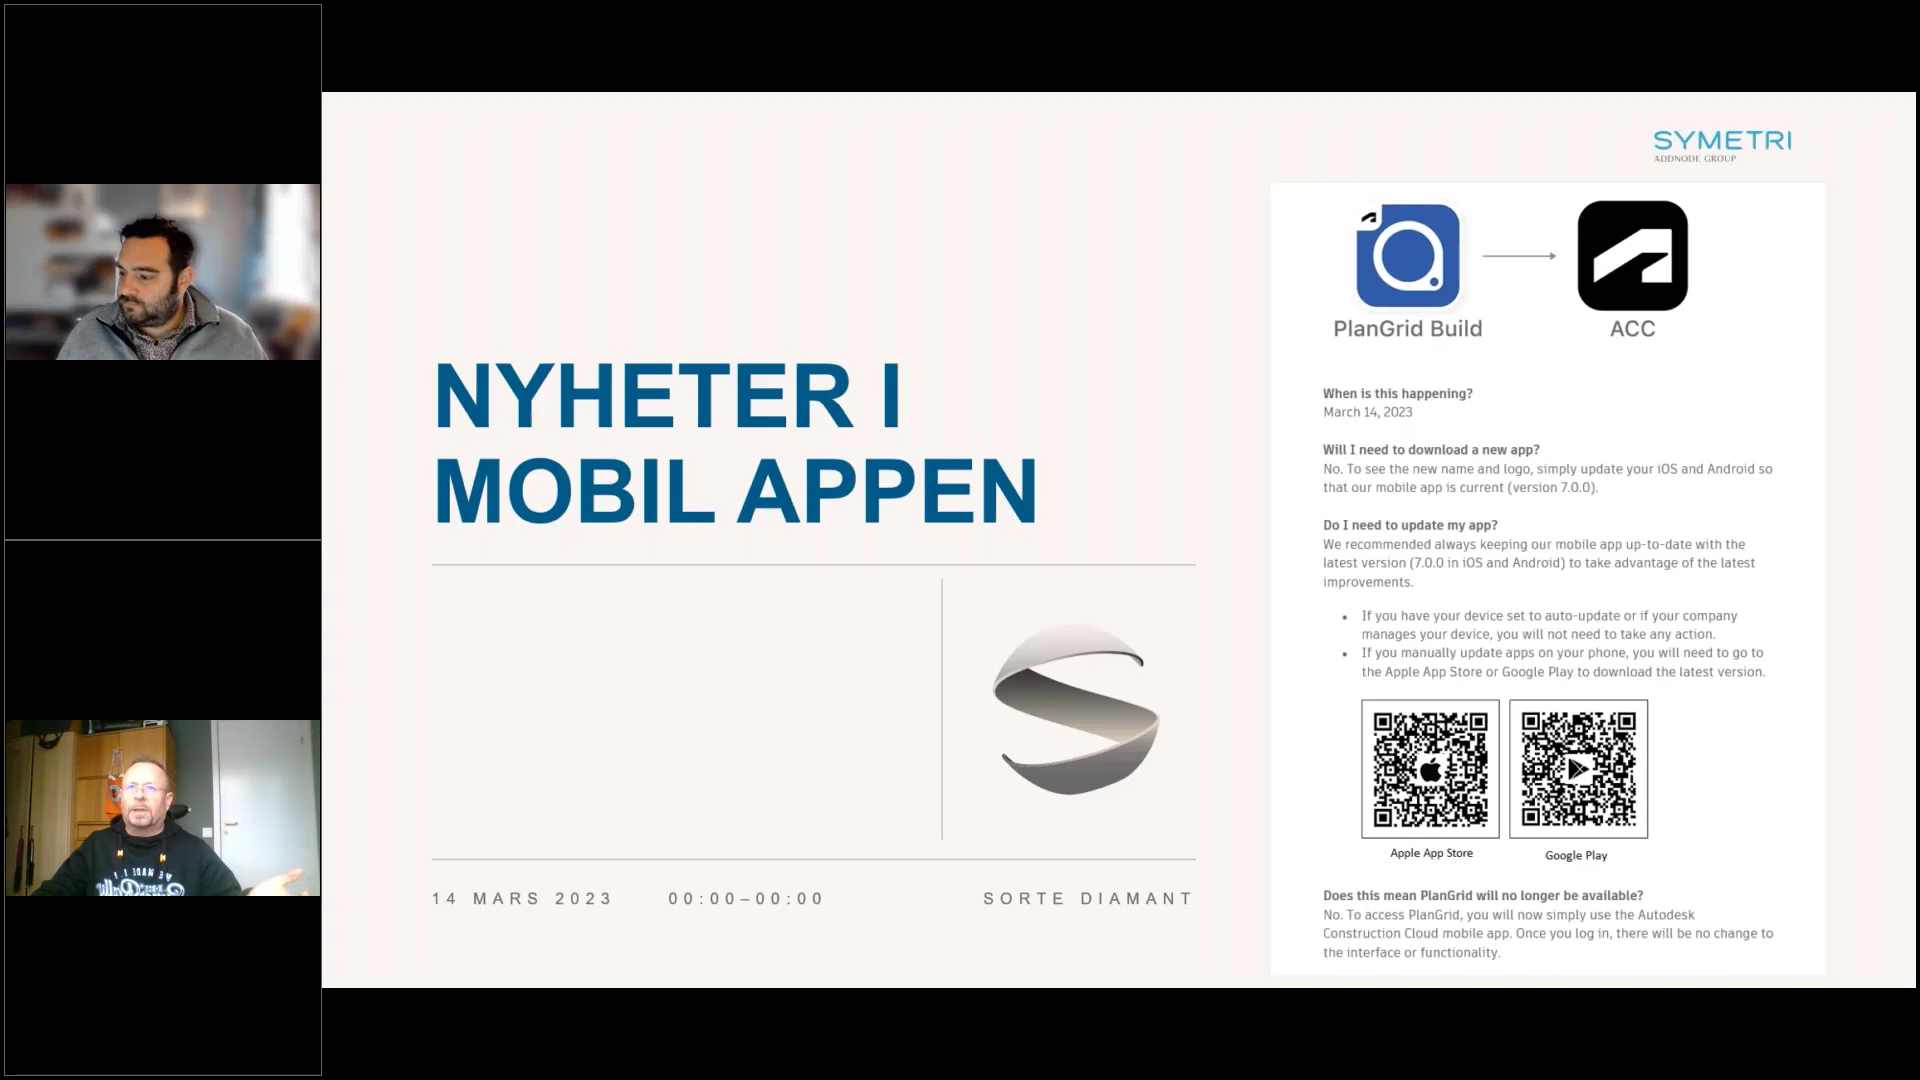 SYMETRI
ADDNODE GROUP
NYHETER I
MOBIL APPEN
14 MARS 2023 00:00–00:00 SORTE DIAMANT
PlanGrid Build
ACC
When is this happening?
March 14, 2023
Will I need to download a new app?
No. To see the new name and logo, simply update your iOS and Android so
that our mobile app is current (version 7.0.0).
Do I need to update my app?
We recommended always keeping our mobile app up-to-date with the
latest version (7.0.0 in iOS and Android) to take advantage of the latest
improvements.
• If you have your device set to auto-update or if your company
manages your device, you will not need to take any action.
• If you manually update apps on your phone, you will need to go to
the Apple App Store or Google Play to download the latest version.
Apple App Store
Google Play
Does this mean PlanGrid will no longer be available?
No. To access PlanGrid, you will now simply use the Autodesk
Construction Cloud mobile app. Once you log in, there will be no change to
the interface or functionality.